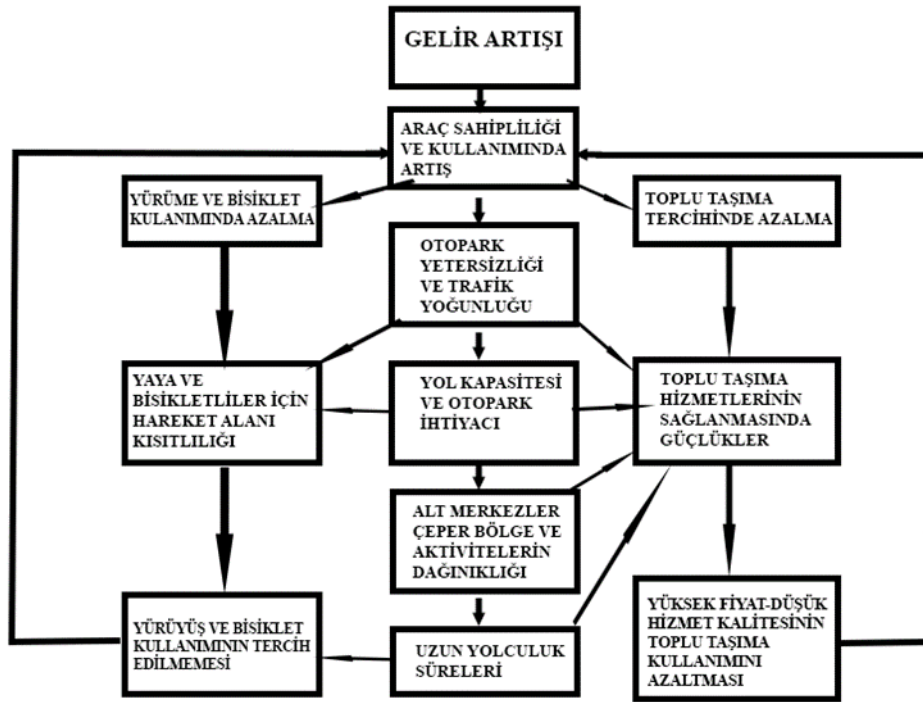 GELİR ARTIŞI
ARAÇ SAHİPLİLİĞİ
VE KULLANIMINDA
ARTIŞ
YÜRÜME VE BİSİKLET
KULANIMINDA AZALMA
TOPLU TAŞIMA
TERCİHİNDE AZALMA
OTOPARK
YETERSİZLİĞİ
VE TRAFİK
YOĞUNLUĞU
YAYA VE
BİSİKLETLİLER İÇİN
HAREKET ALANI
KISITLILIĞI
YOL KAPASİTESİ
VE OTOPARK
İHTİYACI
TOPLU TAŞIMA
HİZMETLERİNİN
SAĞLANMASINDA
GÜÇLÜKLER
ALT MERKEZLER
ÇEPER BÖLGE VE
AKTİVİTELERİN
DAĞINIKLIĞI
YÜRÜYÜŞ VE BİSİKLET
KULLANIMININ TERCİH
EDİLMEMESİ
UZUN YOLCULUK
SÜRELERİ
YÜKSEK FİYAT-DÜŞÜK
HİZMET KALİTESİNİN
TOPLU TAŞIMA
KULLANIMINI
AZALTMASI